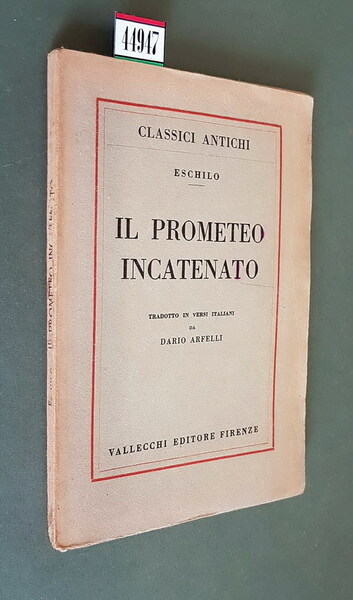 44947
CLASSICI ANTICHI
ESCHILO
IL PROMETEO
INCATENATO
TRADOTTO IN VERSI ITALIANI
DA
DARIO ARFELLI
VALLECCHI EDITORE FIRENZE